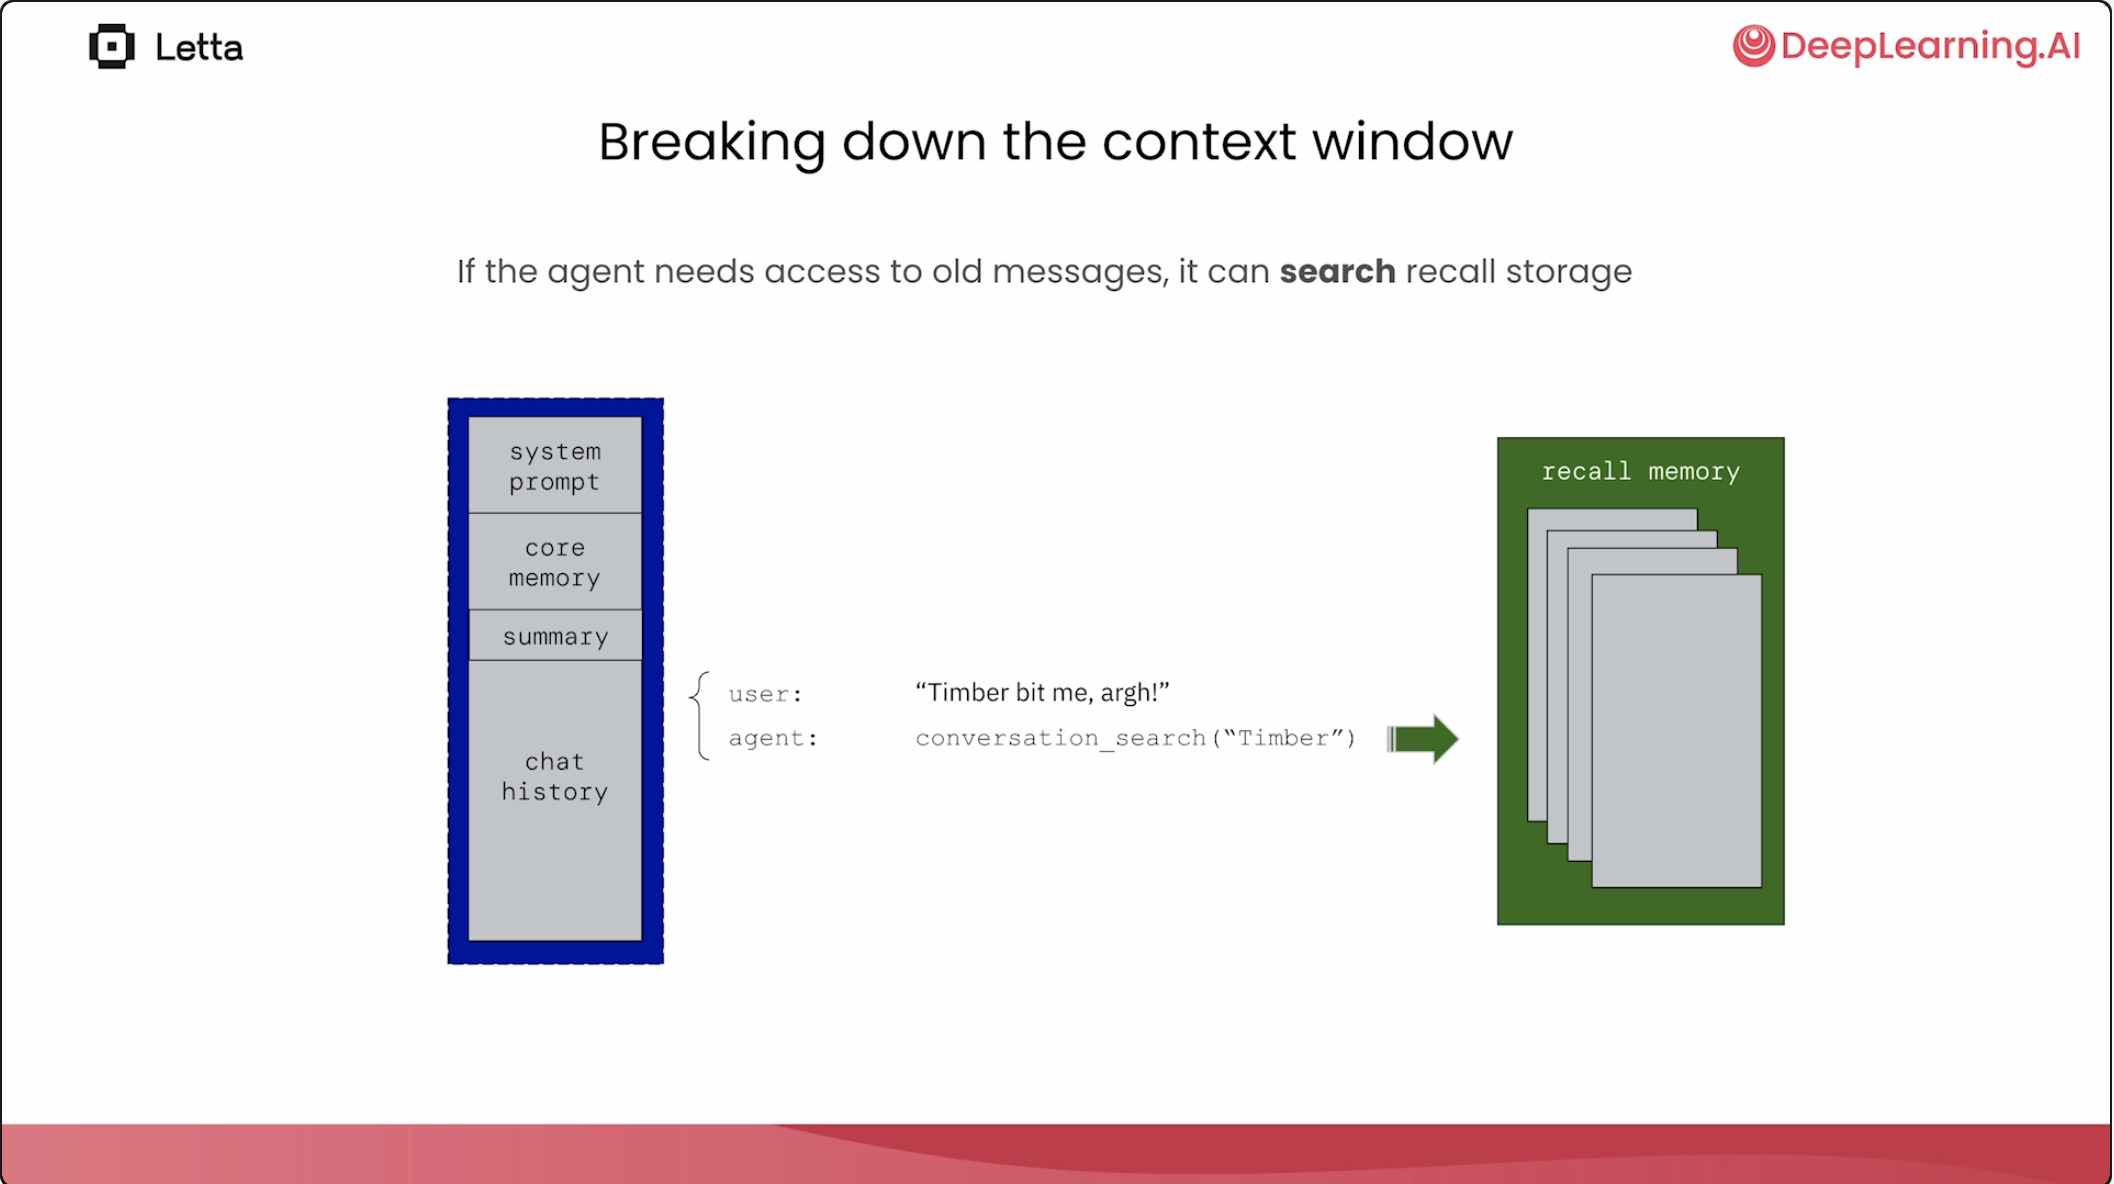 Letta
DeepLearning.AI
Breaking down the context window
If the agent needs access to old messages, it can search recall storage
system
prompt
core
memory
summary
chat
history
user: “Timber bit me, argh!”
agent: conversation_search(“Timber”)
recall memory